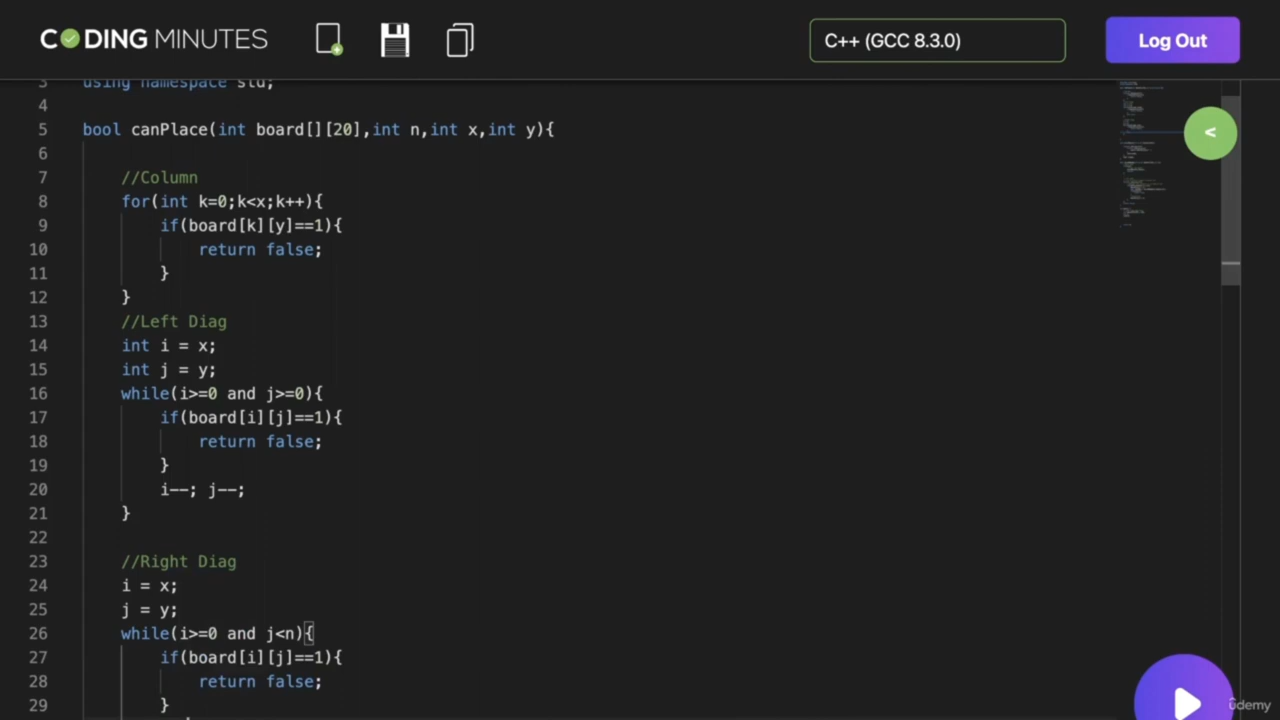 CODING MINUTES
C++ (GCC 8.3.0)
Log Out
3 using namespace std;
4
5 bool canPlace(int board[][20],int n,int x,int y){
6
7 //Column
8 for(int k=0;k<x;k++){
9 if(board[k][y]==1){
10 return false;
11 }
12 }
13 //Left Diag
14 int i = x;
15 int j = y;
16 while(i>=0 and j>=0){
17 if(board[i][j]==1){
18 return false;
19 }
20 i--; j--;
21 }
22
23 //Right Diag
24 i = x;
25 j = y;
26 while(i>=0 and j<n){
27 if(board[i][j]==1){
28 return false;
29 }
<
ûdemy